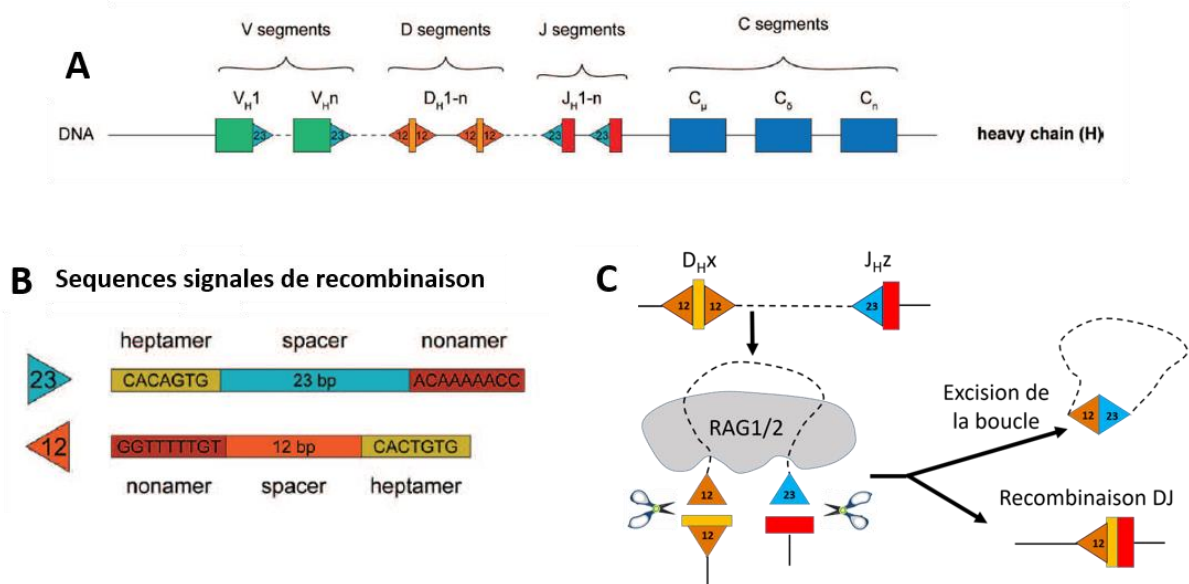 A
V segments D segments J segments C segments
VH1 VHn DH1-n JH1-n Cμ Cδ Cn
DNA 23 23 12 12 12 12 23 23 heavy chain (H)
B Sequences signales de recombinaison
heptamer spacer nonamer
23 CACAGTG 23 bp ACAAAAACC
12 GGTTTTTGT 12 bp CACTGTG
nonamer spacer heptamer
C
DHx JHz
12 12 23
RAG1/2
12 23
12
Excision de
la boucle
12 23
Recombinaison DJ
12